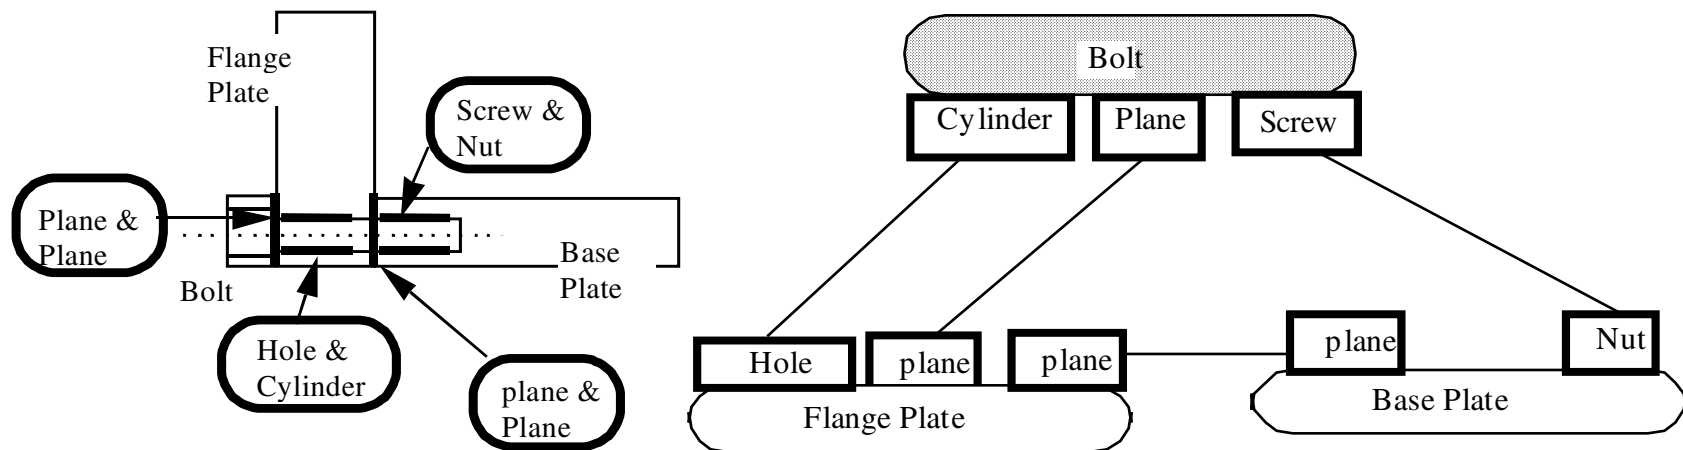 Flange
Plate
Screw &
Nut
Plane &
Plane
Bolt
Base
Plate
Hole &
Cylinder
plane &
Plane
Bolt
Cylinder
Plane
Screw
Hole
plane
plane
plane
Nut
Flange Plate
Base Plate